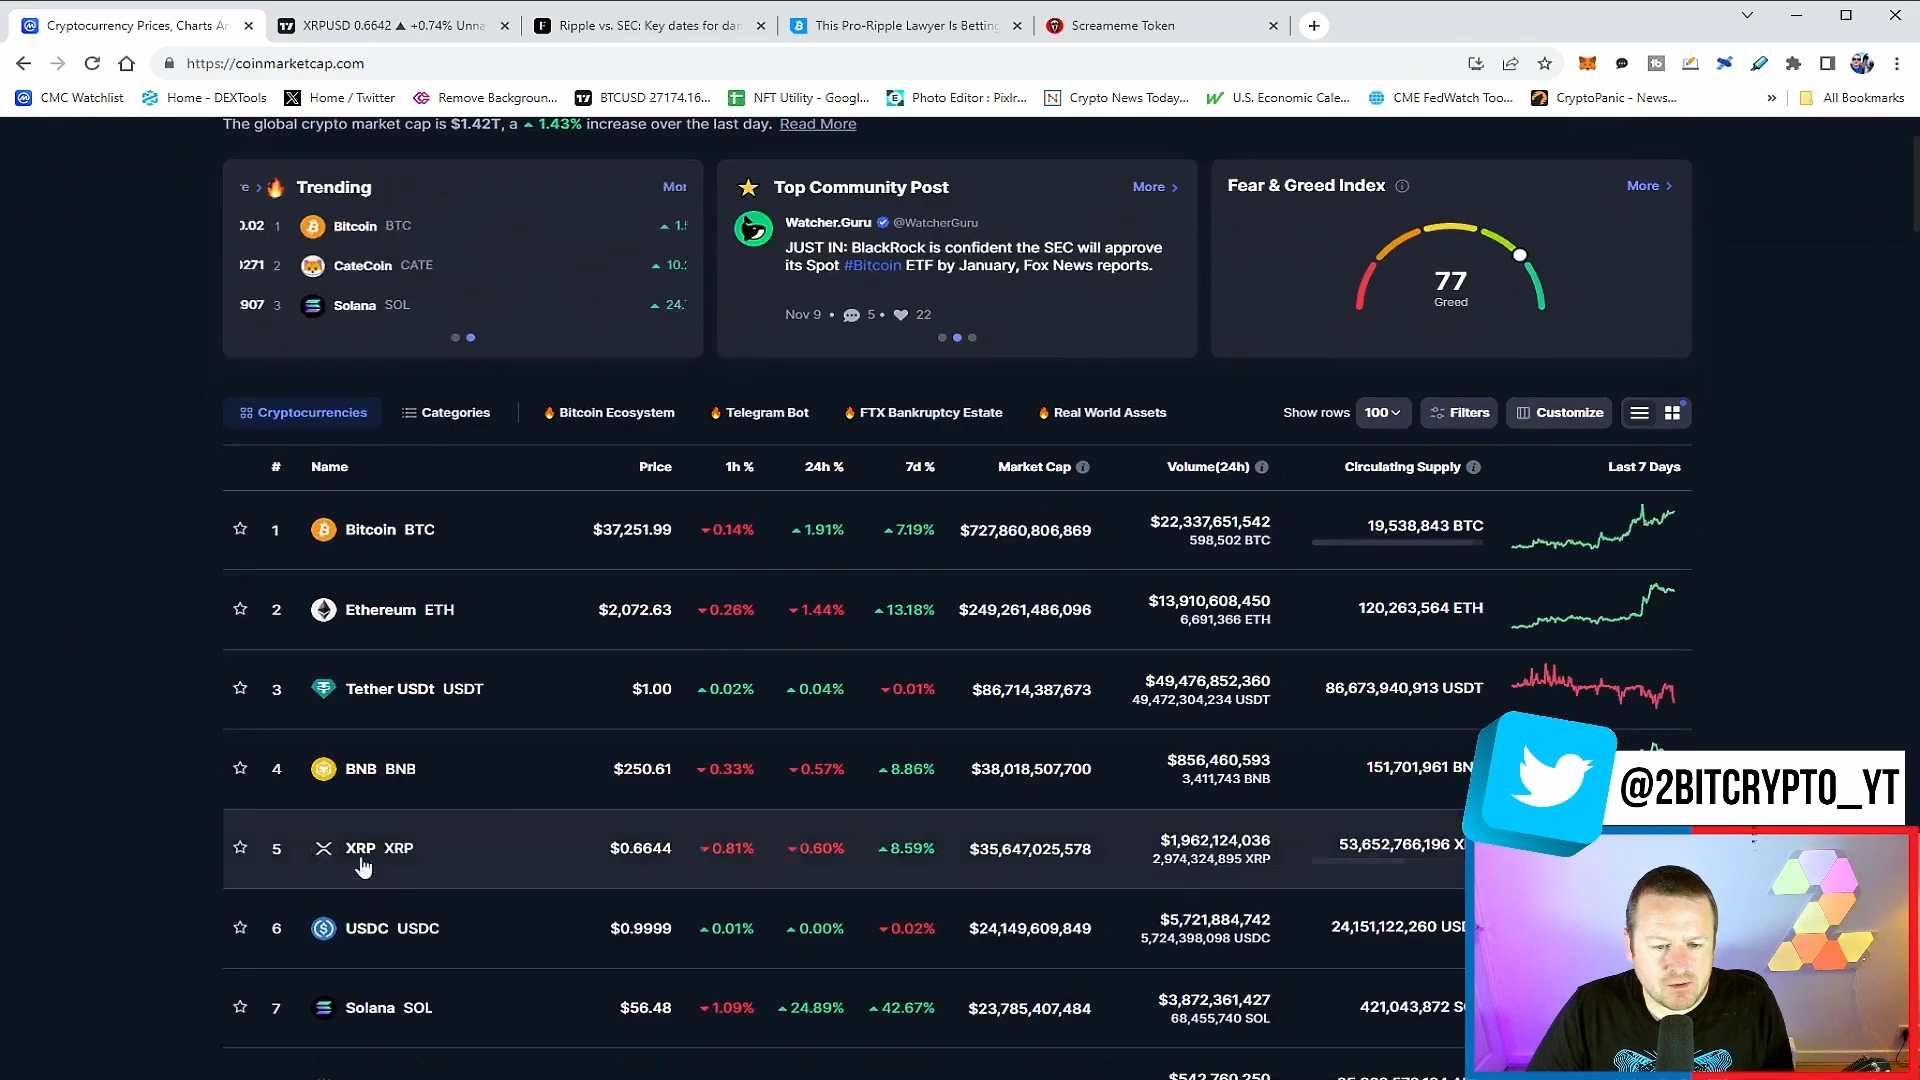 Cryptocurrency Prices, Charts An
XRPUSD 0.6642 ▲ +0.74% Unna
Ripple vs. SEC: Key dates for dan
This Pro-Ripple Lawyer Is Betting
Screameme Token
https://coinmarketcap.com
CMC Watchlist
Home - DEXTools
Home / Twitter
Remove Backgroun...
BTCUSD 27174.16...
NFT Utility - Googl...
Photo Editor : Pixlr...
Crypto News Today...
U.S. Economic Cale...
CME FedWatch Too...
CryptoPanic - News...
»
All Bookmarks
The global crypto market cap is $1.42T, a ▲ 1.43% increase over the last day. Read More
e > Trending Mor
0.02 1 Bitcoin BTC ▲ 1.
0271 2 CateCoin CATE ▲ 10.
907 3 Solana SOL ▲ 24.
Top Community Post More >
Watcher.Guru @WatcherGuru
JUST IN: BlackRock is confident the SEC will approve
its Spot #Bitcoin ETF by January, Fox News reports.
Nov 9 • 5 • 22
Fear & Greed Index More >
77
Greed
Cryptocurrencies Categories Bitcoin Ecosystem Telegram Bot FTX Bankruptcy Estate Real World Assets Show rows 100 Filters Customize
# Name Price 1h % 24h % 7d % Market Cap Volume(24h) Circulating Supply Last 7 Days
1 Bitcoin BTC $37,251.99 ▼0.14% ▲1.91% ▲7.19% $727,860,806,869 $22,337,651,542 19,538,843 BTC
598,502 BTC
2 Ethereum ETH $2,072.63 ▼0.26% ▼1.44% ▲13.18% $249,261,486,096 $13,910,608,450 120,263,564 ETH
6,691,366 ETH
3 Tether USDt USDT $1.00 ▲0.02% ▲0.04% ▼0.01% $86,714,387,673 $49,476,852,360 86,673,940,913 USDT
49,472,304,234 USDT
4 BNB BNB $250.61 ▼0.33% ▼0.57% ▲8.86% $38,018,507,700 $856,460,593 151,701,961 BN
3,411,743 BNB
@2BITCRYPTO_YT
5 XRP XRP $0.6644 ▼0.81% ▼0.60% ▲8.59% $35,647,025,578 $1,962,124,036 53,652,766,196 X
2,974,324,895 XRP
6 USDC USDC $0.9999 ▲0.01% ▲0.00% ▼0.02% $24,149,609,849 $5,721,884,742 24,151,122,260 USD
5,724,398,098 USDC
7 Solana SOL $56.48 ▼1.09% ▲24.89% ▲42.67% $23,785,407,484 $3,872,361,427 421,043,872 S
68,455,740 SOL